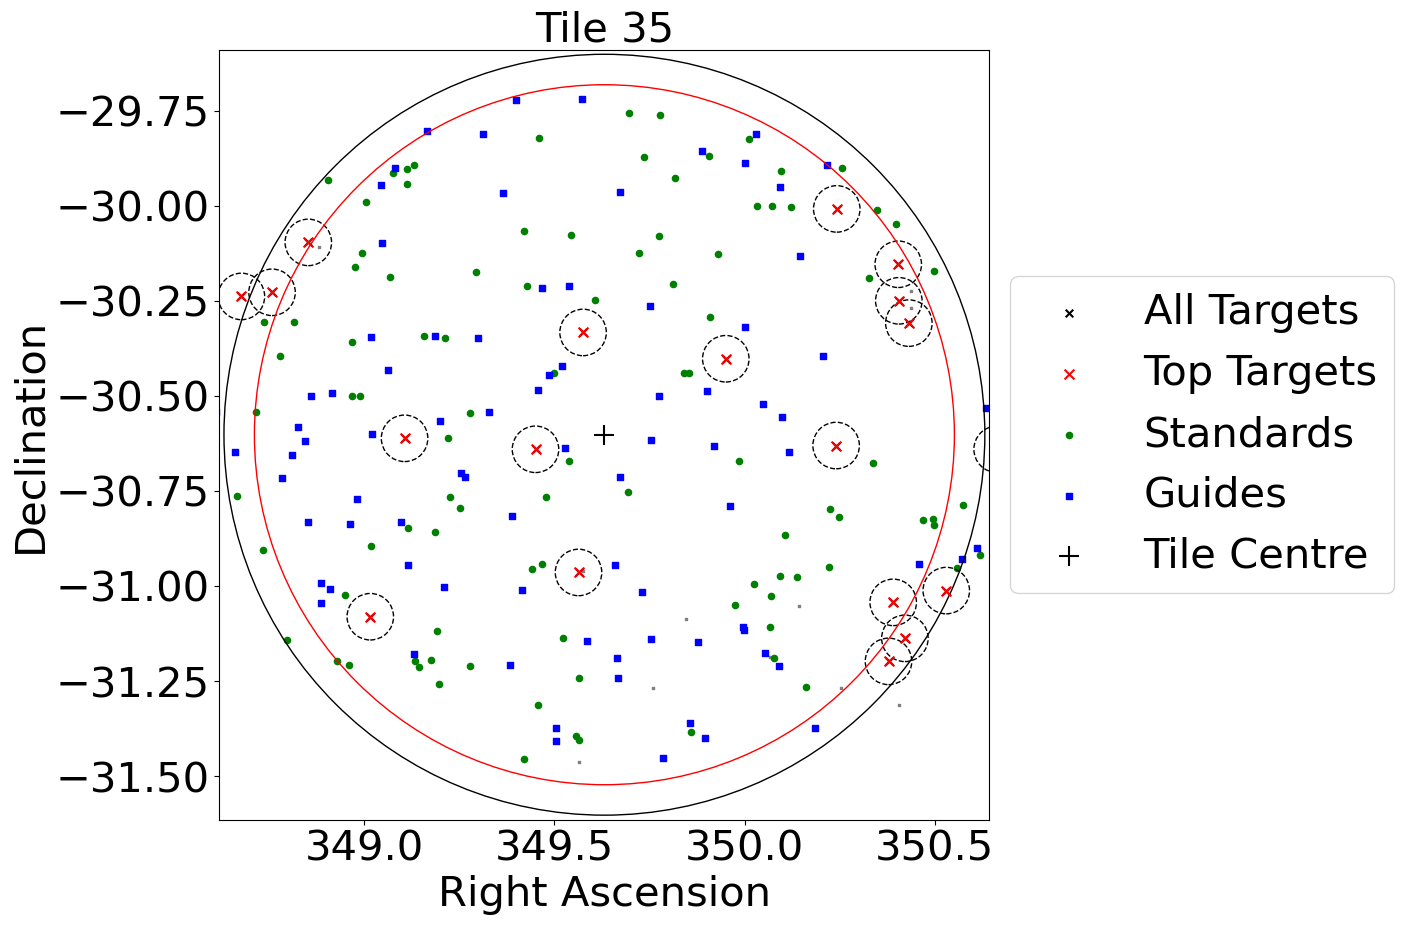 Tile 35
Declination
−29.75
−30.00
−30.25
−30.50
−30.75
−31.00
−31.25
−31.50
349.0 349.5 350.0 350.5
Right Ascension
All Targets
Top Targets
Standards
Guides
Tile Centre